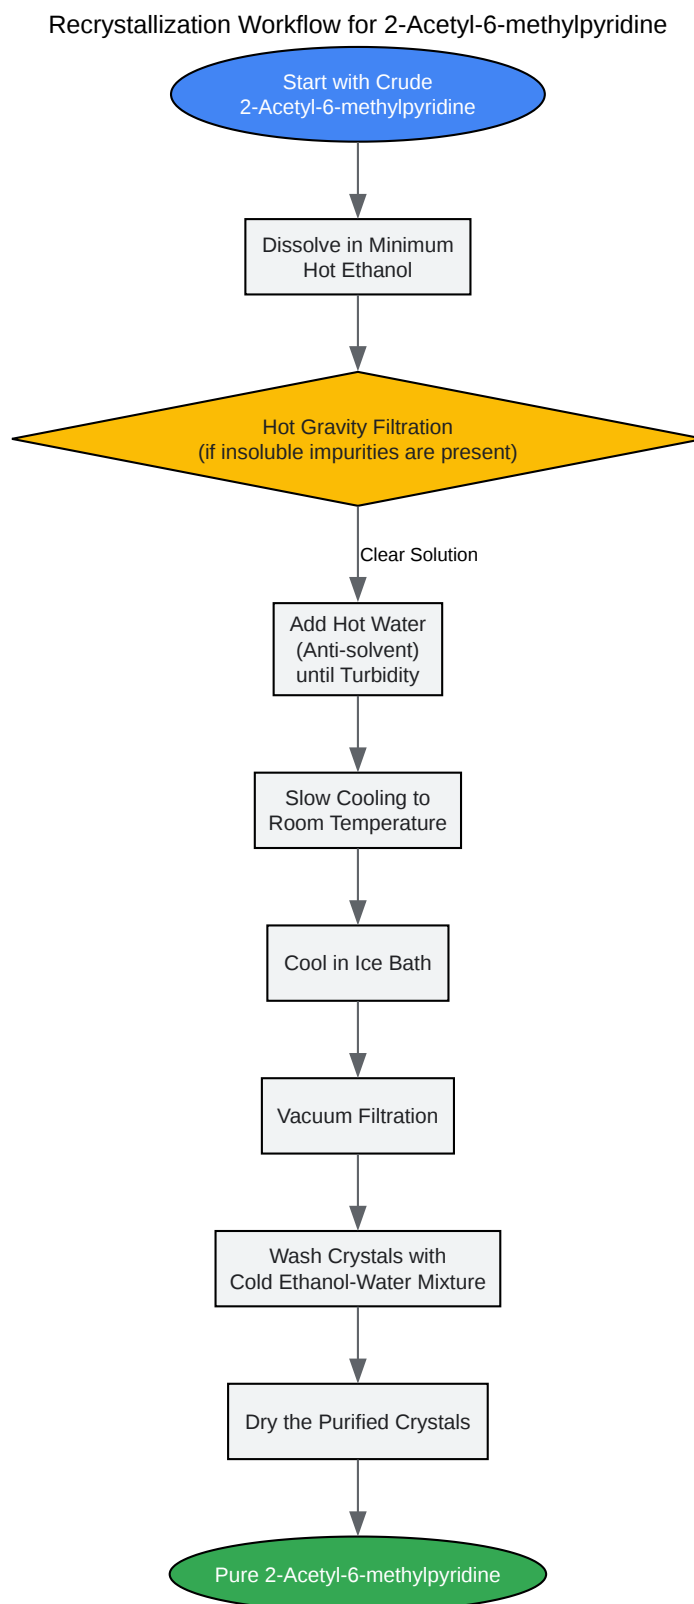 Recrystallization Workflow for 2-Acetyl-6-methylpyridine
Start with Crude
2-Acetyl-6-methylpyridine
Dissolve in Minimum
Hot Ethanol
Hot Gravity Filtration
(if insoluble impurities are present)
Clear Solution
Add Hot Water
(Anti-solvent)
until Turbidity
Slow Cooling to
Room Temperature
Cool in Ice Bath
Vacuum Filtration
Wash Crystals with
Cold Ethanol-Water Mixture
Dry the Purified Crystals
Pure 2-Acetyl-6-methylpyridine